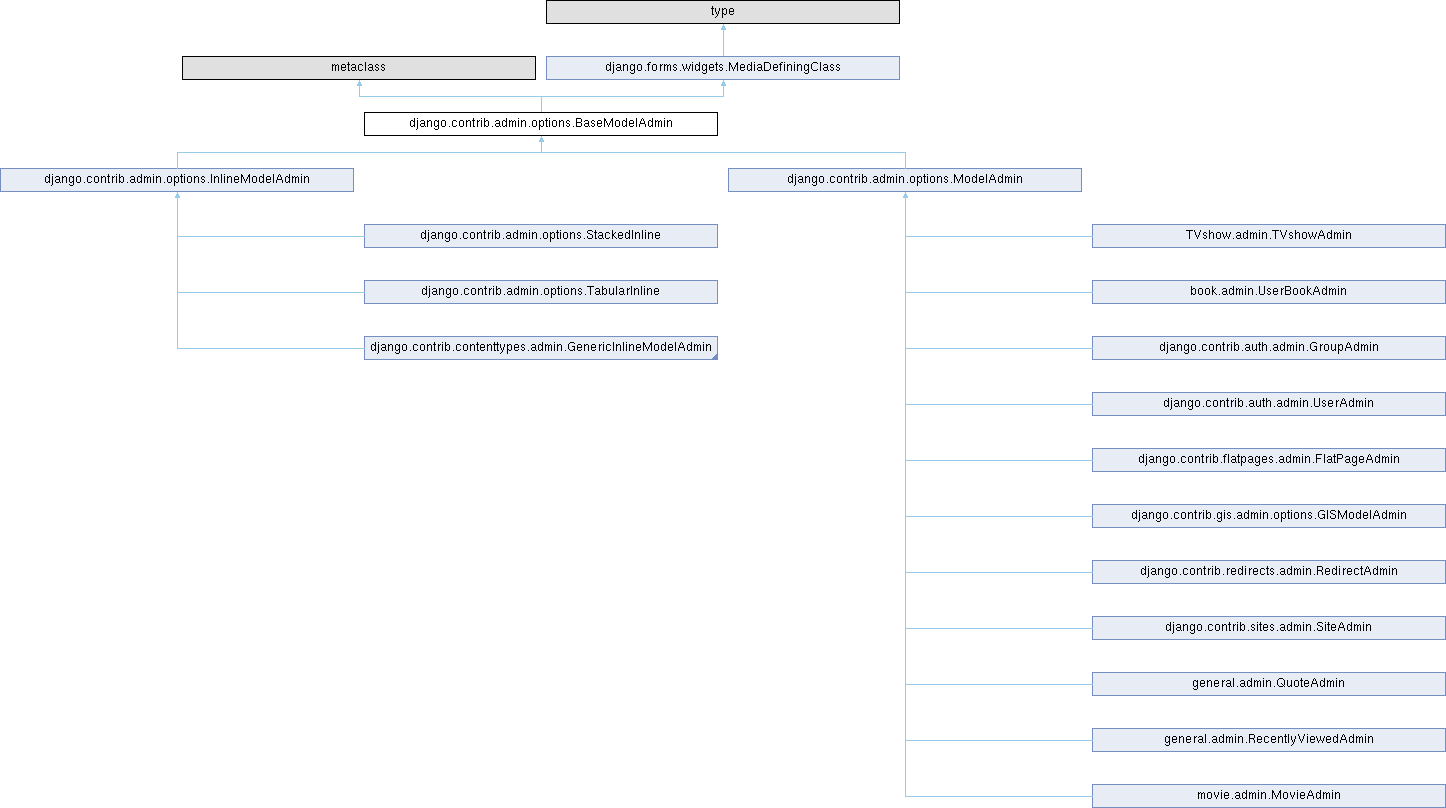 type
metaclass
django.forms.widgets.MediaDefiningClass
django.contrib.admin.options.BaseModelAdmin
django.contrib.admin.options.InlineModelAdmin
django.contrib.admin.options.ModelAdmin
django.contrib.admin.options.StackedInline
TVshow.admin.TVshowAdmin
django.contrib.admin.options.TabularInline
book.admin.UserBookAdmin
django.contrib.contenttypes.admin.GenericInlineModelAdmin
django.contrib.auth.admin.GroupAdmin
django.contrib.auth.admin.UserAdmin
django.contrib.flatpages.admin.FlatPageAdmin
django.contrib.gis.admin.options.GISModelAdmin
django.contrib.redirects.admin.RedirectAdmin
django.contrib.sites.admin.SiteAdmin
general.admin.QuoteAdmin
general.admin.RecentlyViewedAdmin
movie.admin.MovieAdmin